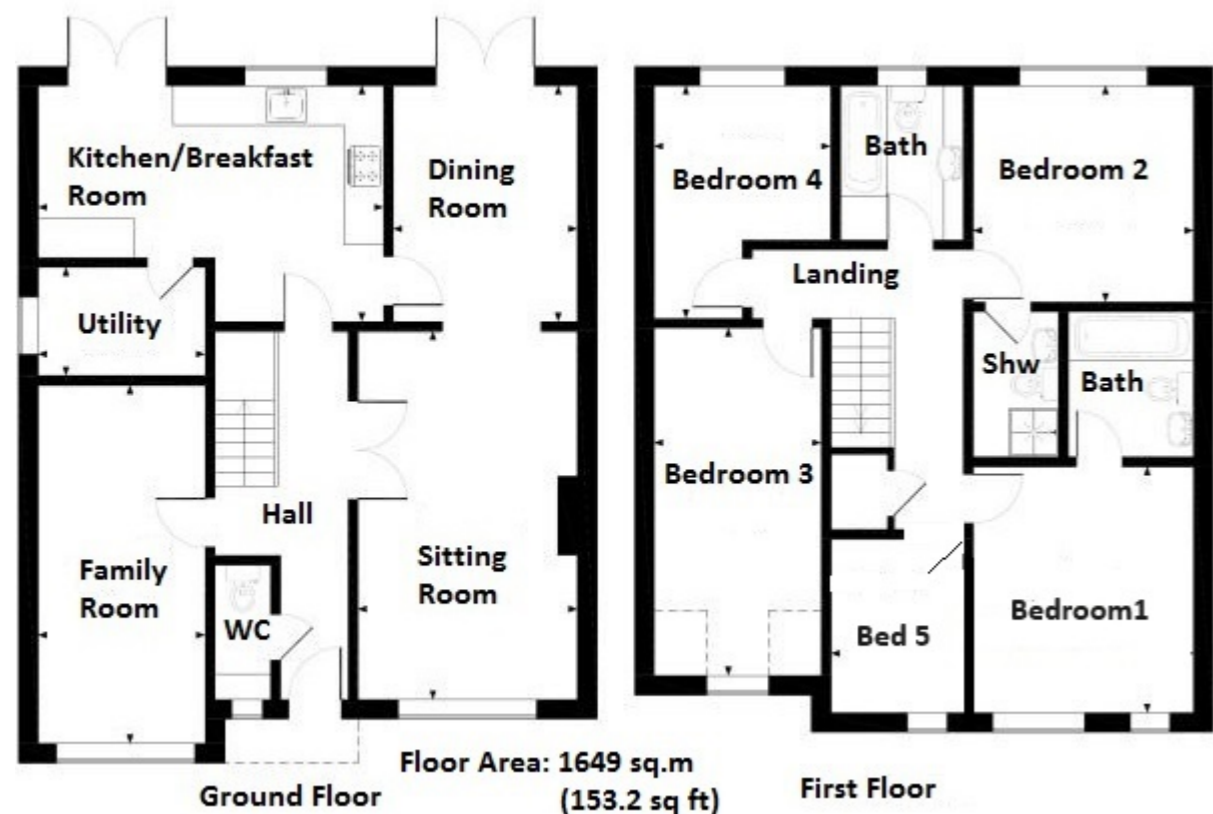 Kitchen/Breakfast
Room
Dining
Room
Utility
Hall
Family
Room
WC
Sitting
Room
Ground Floor
Floor Area: 1649 sq.m
(153.2 sq ft)
Bedroom 4
Bath
Bedroom 2
Landing
Shw
Bath
Bedroom 3
Bed 5
Bedroom1
First Floor